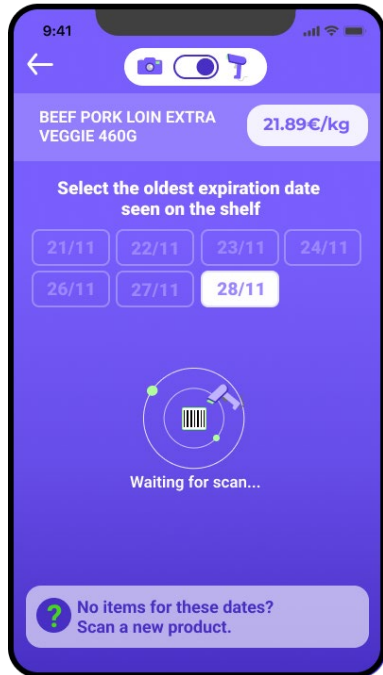 9:41
BEEF PORK LOIN EXTRA
VEGGIE 460G
21.89€/kg
Select the oldest expiration date
seen on the shelf
21/11 22/11 23/11 24/11
26/11 27/11 28/11
Waiting for scan...
? No items for these dates?
Scan a new product.